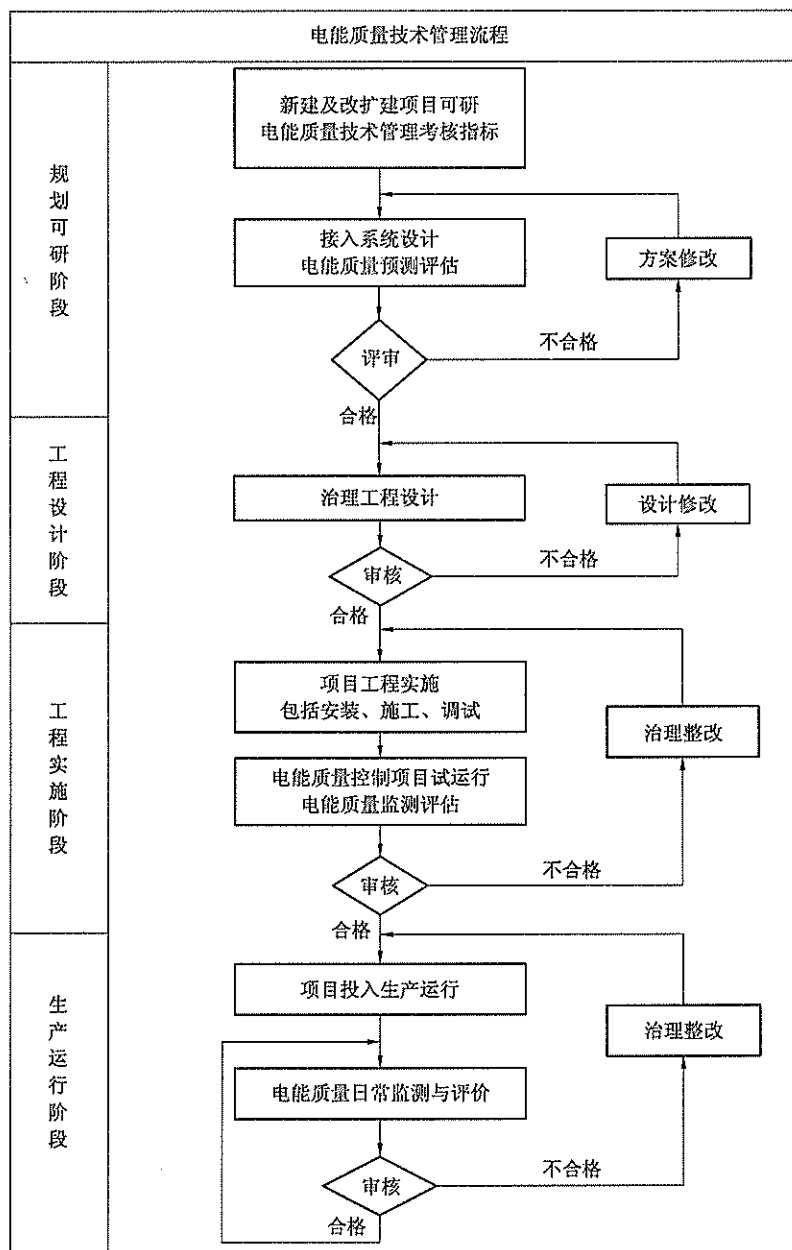 电能质量技术管理流程
规划可研阶段
新建及改扩建项目可研
电能质量技术管理考核指标
接入系统设计
电能质量预测评估
方案修改
评审
不合格
合格
工程设计阶段
治理工程设计
设计修改
审核
不合格
合格
工程实施阶段
项目工程实施
包括安装、施工、调试
治理整改
电能质量控制项目试运行
电能质量监测评估
审核
不合格
合格
生产运行阶段
项目投入生产运行
治理整改
电能质量日常监测与评价
审核
不合格
合格